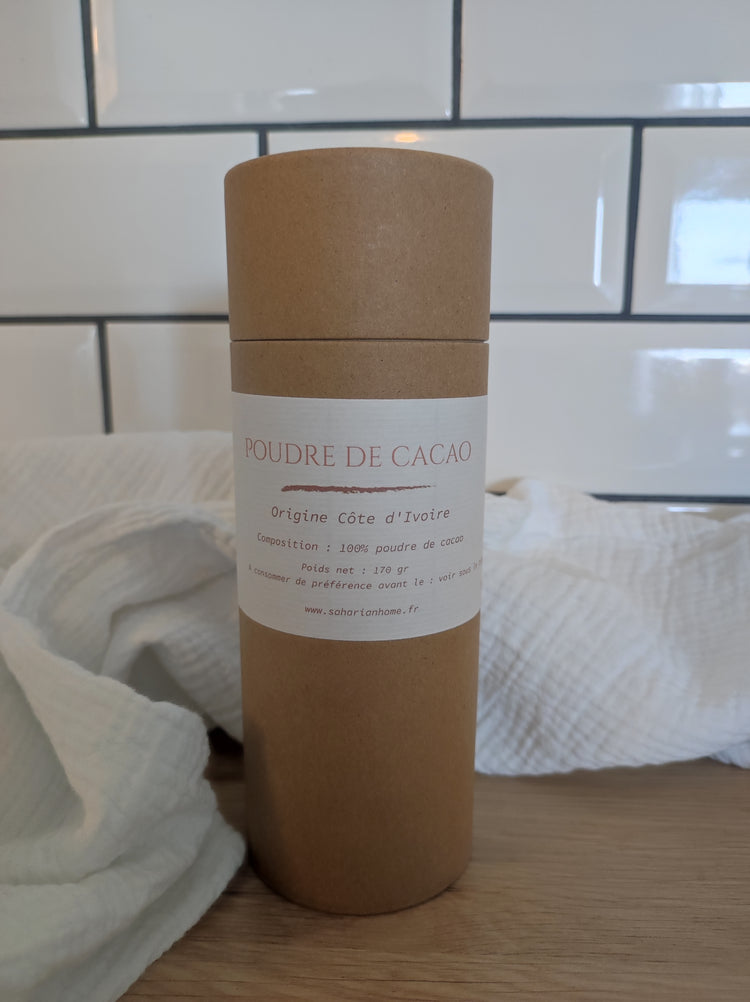 POUDRE DE CACAO
Origine Côte d'Ivoire
Composition : 100% poudre de cacao
Poids net : 170 gr
A consommer de préférence avant le : voir sous
www.saharianhome.fr